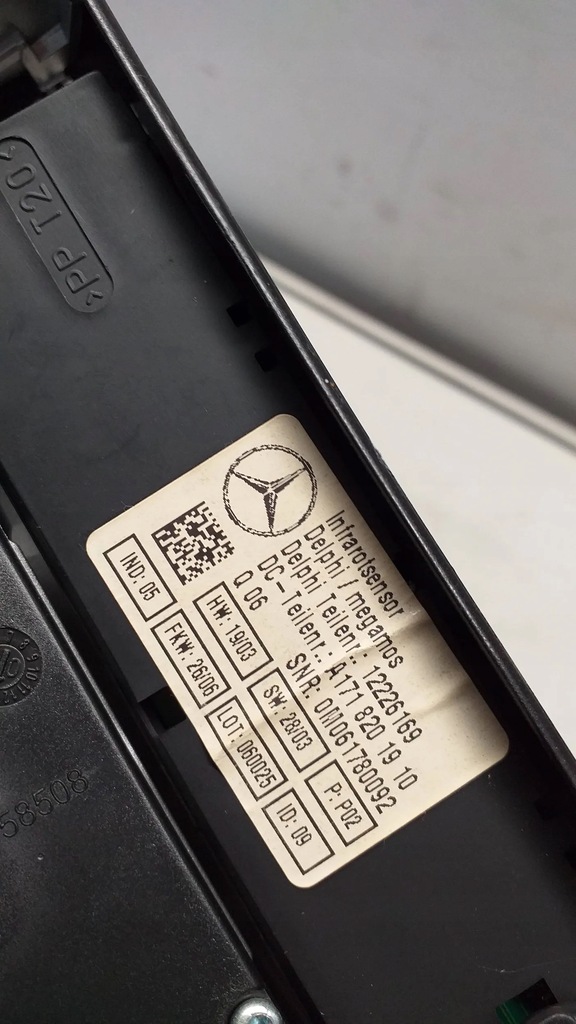 >PP T20<
Infrarotsensor
Delphi / megamos
Delphi Teilenr.: 12226169
DC-Teilenr.: A171 820 19 10
Q 06 SNR: 0M061780092
HW: 19/03 SW: 28/03 P: P02
IND: 05 FKW: 26/06 LOT: 060025 ID: 09
58508